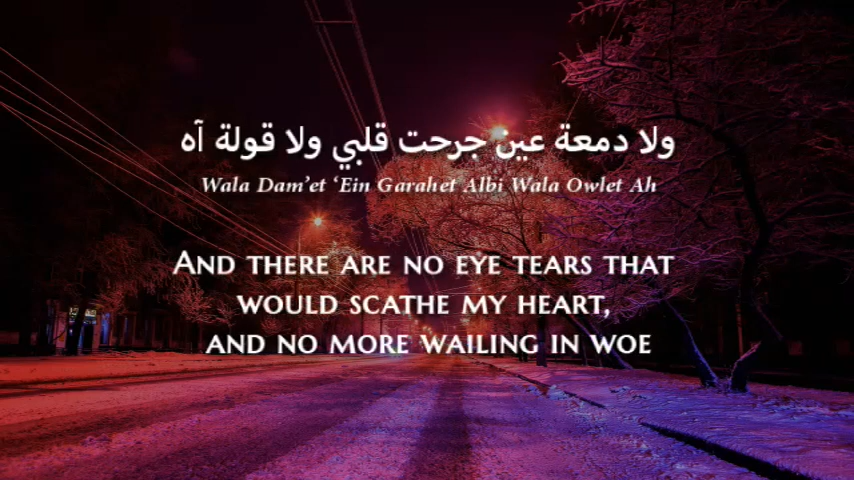 ولا دمعة عين جرحت قلبي ولا قولة آه
Wala Dam'et 'Ein Garahet Albi Wala Owlet Ah
AND THERE ARE NO EYE TEARS THAT
WOULD SCATHE MY HEART,
AND NO MORE WAILING IN WOE